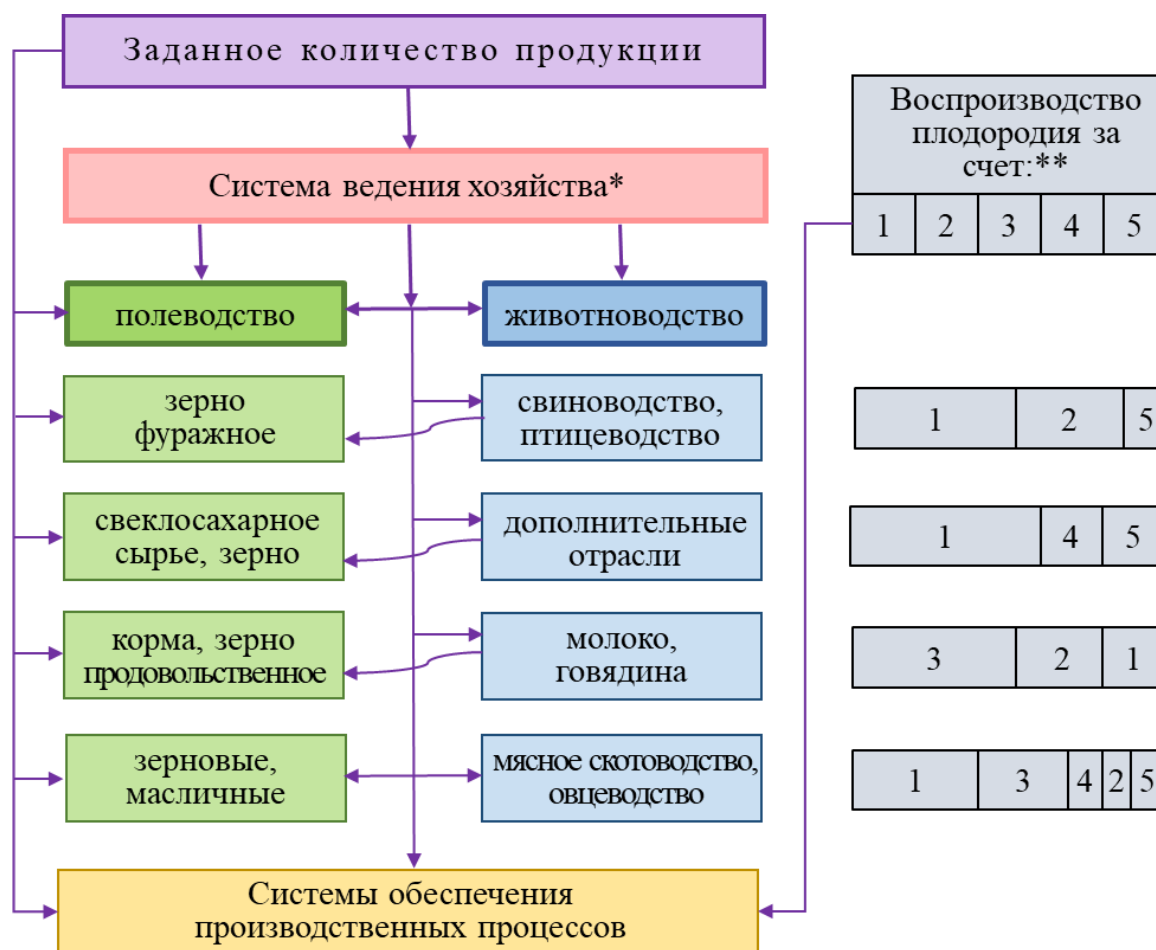 Заданное количество продукции
Система ведения хозяйства*
Воспроизводство
плодородия за
счет:**
1 2 3 4 5
полеводство
животноводство
зерно
фуражное
свиноводство,
птицеводство
1 2 5
свеклосахарное
сырье, зерно
дополнительные
отрасли
1 4 5
корма, зерно
продовольственное
молоко,
говядина
3 2 1
зерновые,
масличные
мясное скотоводство,
овцеводство
1 3 4 2 5
Системы обеспечения
производственных процессов